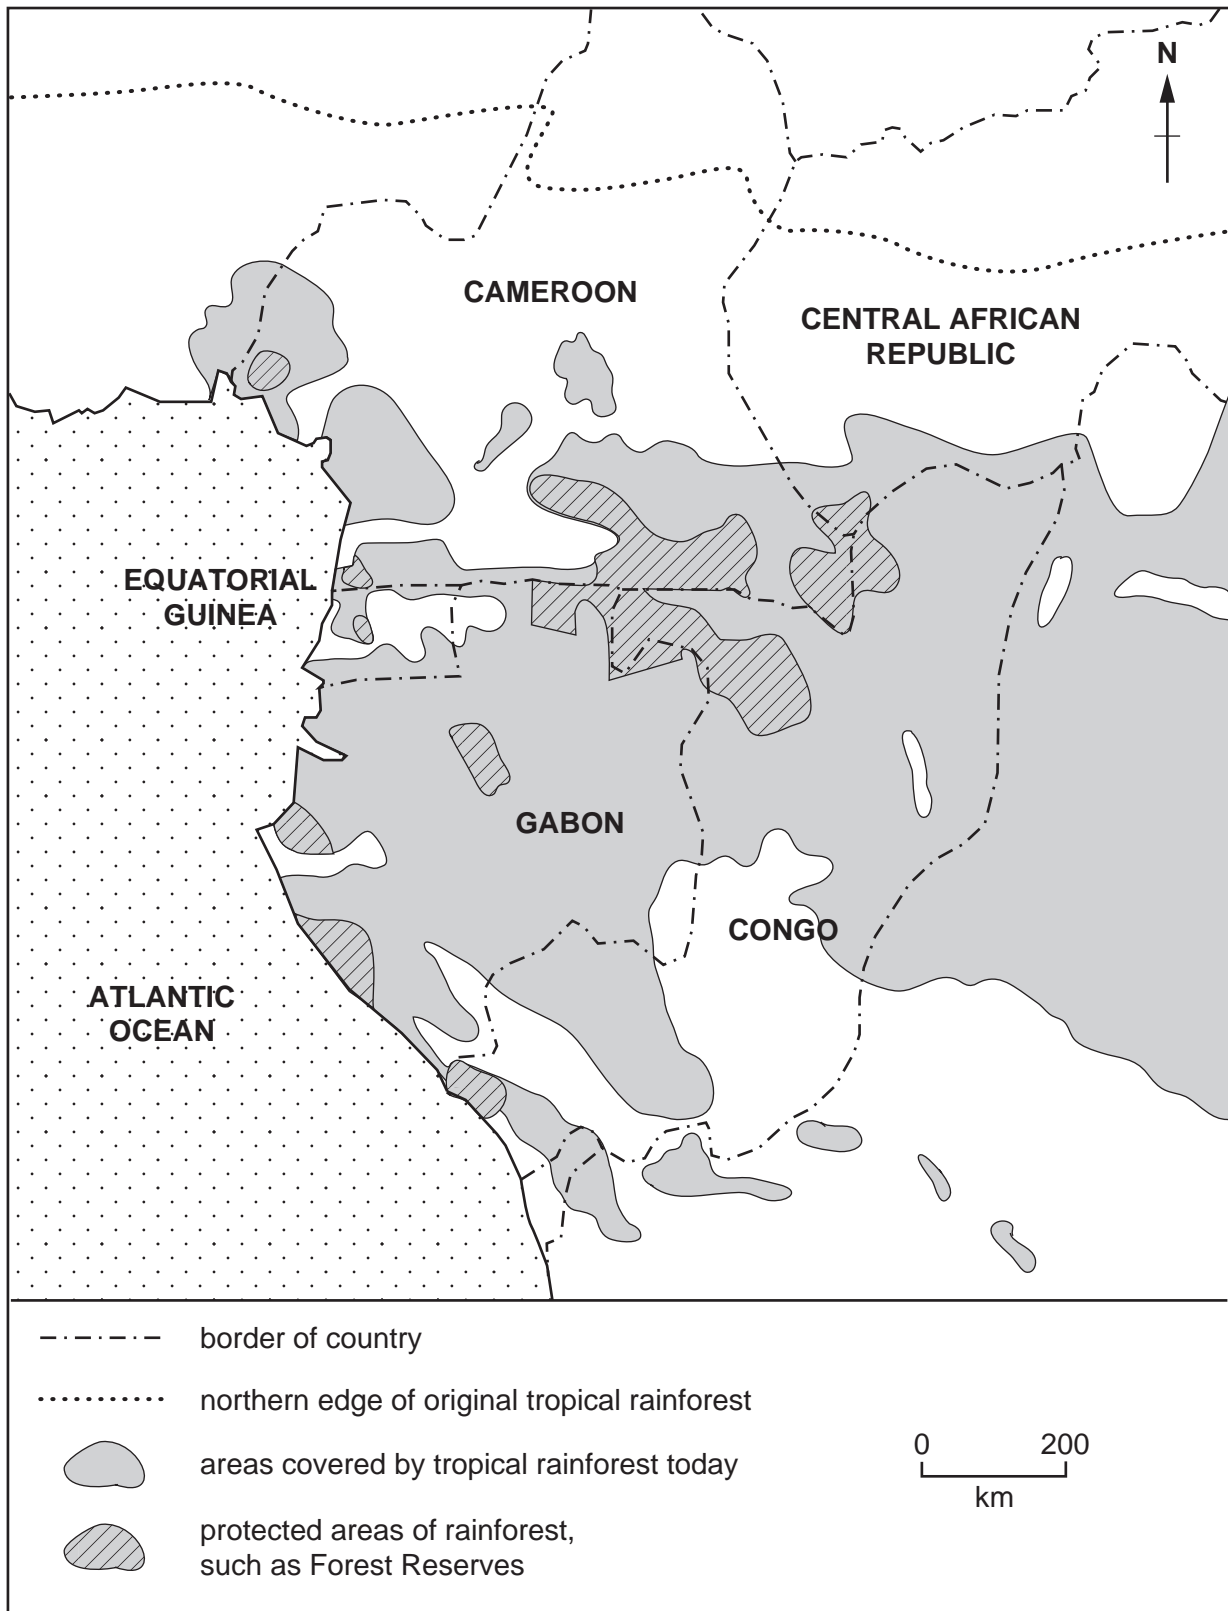 N
CAMEROON
CENTRAL AFRICAN
REPUBLIC
EQUATORIAL
GUINEA
GABON
CONGO
ATLANTIC
OCEAN
border of country
northern edge of original tropical rainforest
areas covered by tropical rainforest today
0 200
km
protected areas of rainforest,
such as Forest Reserves